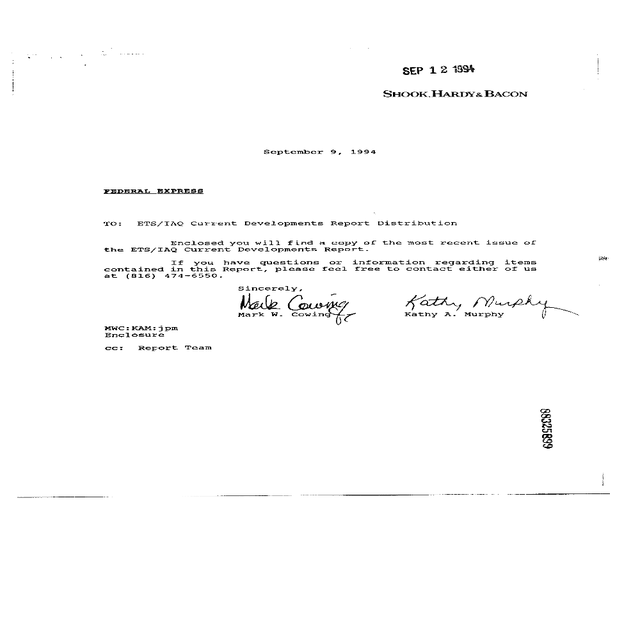 SEP 12 1994
SHOOK, HARDY & BACON
September 9, 1994
FEDERAL EXPRESS
TO: ETS/IAQ Current Developments Report Distribution
Enclosed you will find a copy of the most recent issue of
the ETS/IAQ Current Developments Report.
If you have questions or information regarding items
contained in this Report, please feel free to contact either of us
at (816) 474-6550.
Sincerely,
Mark Cowing Kathy Murphy
Mark W. Cowing Kathy A. Murphy
MWC:KAM:jpm
Enclosure
cc: Report Team
88325899